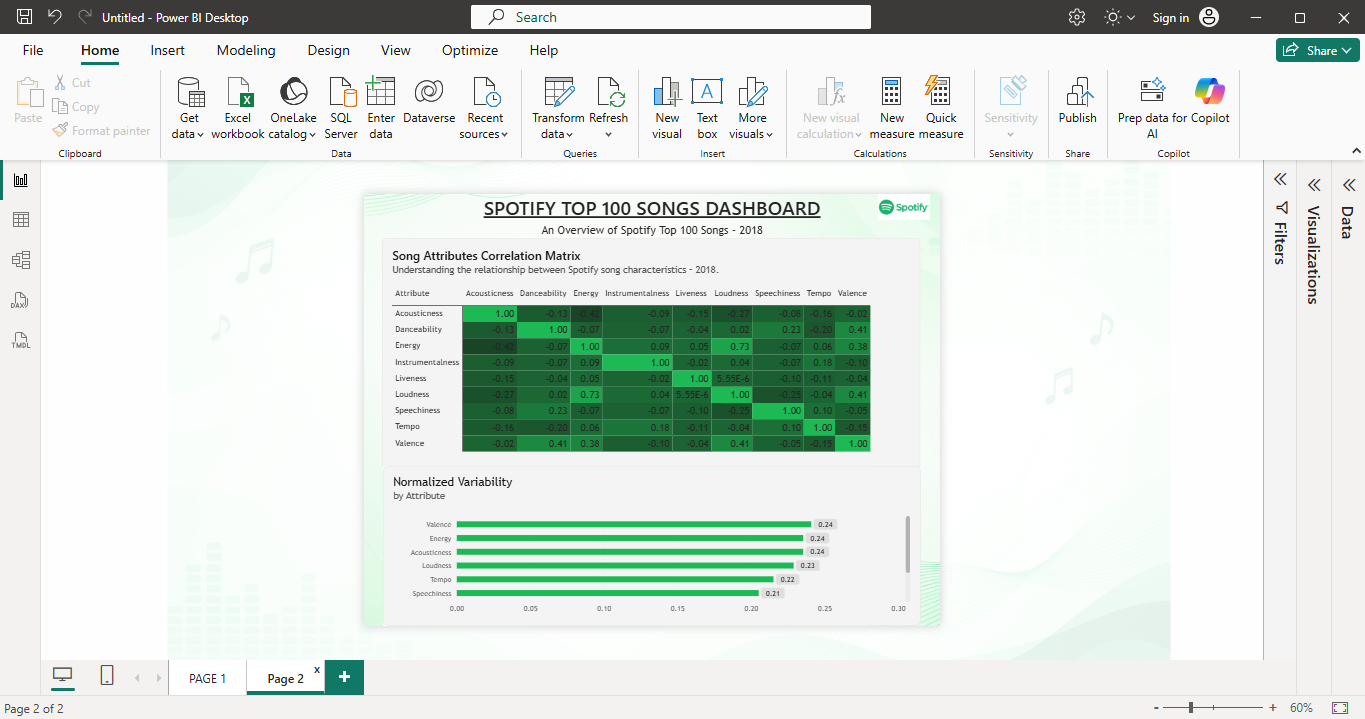 Untitled - Power BI Desktop
Search
Sign in
File Home Insert Modeling Design View Optimize Help
Share
Paste
Cut
Copy
Format painter
Clipboard
Get data
Excel workbook
OneLake catalog
SQL Server
Enter data
Dataverse
Recent sources
Data
Transform data
Refresh
Queries
New visual
Text box
More visuals
Insert
New visual calculation
New measure
Quick measure
Calculations
Sensitivity
Sensitivity
Publish
Share
Prep data for AI
Copilot
Copilot
DAX
TMDL
SPOTIFY TOP 100 SONGS DASHBOARD
Spotify
An Overview of Spotify Top 100 Songs - 2018
Song Attributes Correlation Matrix
Understanding the relationship between Spotify song characteristics - 2018.
Attribute Acousticness Danceability Energy Instrumentalness Liveness Loudness Speechiness Tempo Valence
Acousticness 1.00 -0.13 -0.42 -0.09 -0.15 -0.27 -0.08 -0.16 -0.02
Danceability -0.13 1.00 -0.07 -0.07 -0.04 0.02 0.23 -0.20 0.41
Energy -0.42 -0.07 1.00 0.09 0.05 0.73 -0.07 0.06 0.38
Instrumentalness -0.09 -0.07 0.09 1.00 -0.02 0.04 -0.07 0.18 -0.10
Liveness -0.15 -0.04 0.05 -0.02 1.00 5.55E-6 -0.10 -0.11 -0.04
Loudness -0.27 0.02 0.73 0.04 5.55E-6 1.00 -0.25 -0.04 0.41
Speechiness -0.08 0.23 -0.07 -0.07 -0.10 -0.25 1.00 0.10 -0.05
Tempo -0.16 -0.20 0.06 0.18 -0.11 -0.04 0.10 1.00 -0.15
Valence -0.02 0.41 0.38 -0.10 -0.04 0.41 -0.05 -0.15 1.00
Normalized Variability
by Attribute
Valence 0.24
Energy 0.24
Acousticness 0.24
Loudness 0.23
Tempo 0.22
Speechiness 0.21
0.00 0.05 0.10 0.15 0.20 0.25 0.30
Filters
Visualizations
Data
PAGE 1
Page 2 x
+
Page 2 of 2
- + 60%